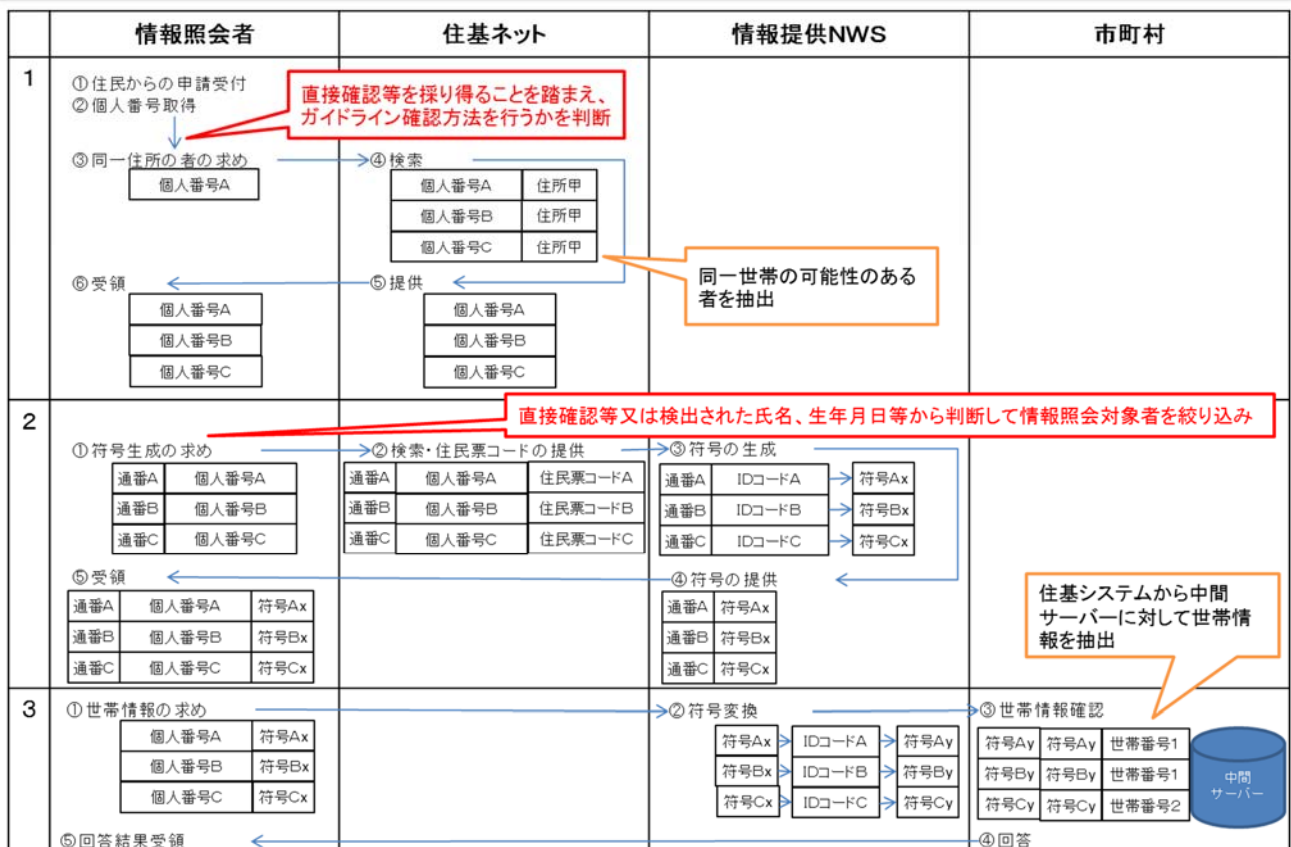 情報照会者
住基ネット
情報提供NWS
市町村
1
①住民からの申請受付
②個人番号取得
直接確認等を採り得ることを踏まえ、
ガイドライン確認方法を行うかを判断
③同一住所の者の求め
個人番号A
④検索
個人番号A 住所甲
個人番号B 住所甲
個人番号C 住所甲
同一世帯の可能性のある
者を抽出
⑤提供
個人番号A
個人番号B
個人番号C
⑥受領
個人番号A
個人番号B
個人番号C
2
直接確認等又は検出された氏名、生年月日等から判断して情報照会対象者を絞り込み
①符号生成の求め
通番A 個人番号A
通番B 個人番号B
通番C 個人番号C
②検索・住民票コードの提供
通番A 個人番号A 住民票コードA
通番B 個人番号B 住民票コードB
通番C 個人番号C 住民票コードC
③符号の生成
通番A IDコードA 符号Ax
通番B IDコードB 符号Bx
通番C IDコードC 符号Cx
④符号の提供
通番A 符号Ax
通番B 符号Bx
通番C 符号Cx
⑤受領
通番A 個人番号A 符号Ax
通番B 個人番号B 符号Bx
通番C 個人番号C 符号Cx
住基システムから中間
サーバーに対して世帯情
報を抽出
3
①世帯情報の求め
個人番号A 符号Ax
個人番号B 符号Bx
個人番号C 符号Cx
②符号変換
符号Ax IDコードA 符号Ay
符号Bx IDコードB 符号By
符号Cx IDコードC 符号Cy
③世帯情報確認
符号Ay 符号Ay 世帯番号1
符号By 符号By 世帯番号1
符号Cy 符号Cy 世帯番号2
中間
サーバー
④回答
⑤回答結果受領